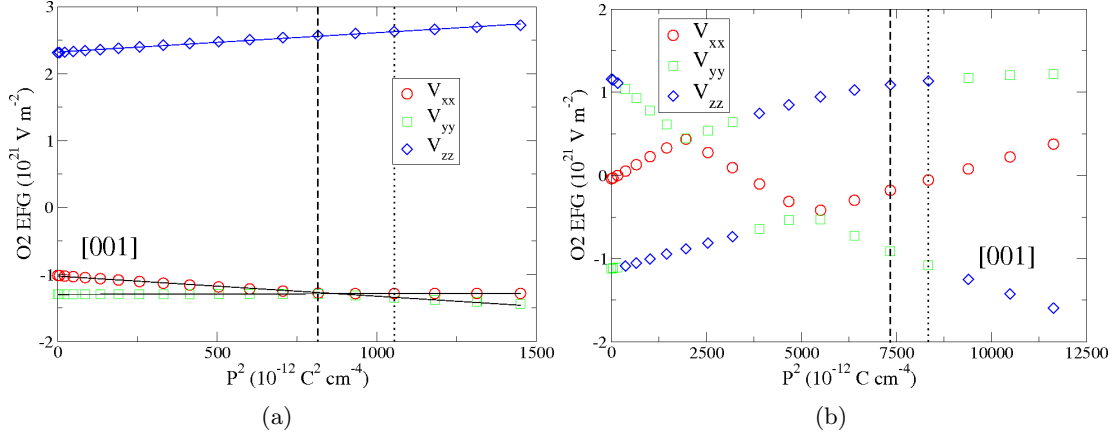 3
2
1
0
-1
-2
O2 EFG (10^21 V m^-2)
V_xx
V_yy
V_zz
[001]
0
500
1000
1500
P^2 (10^-12 C^2 cm^-4)
(a)
2
1
0
-1
-2
O2 EFG (10^21 V m^-2)
V_xx
V_yy
V_zz
[001]
0
2500
5000
7500
10000
12500
P^2 (10^-12 C cm^-4)
(b)